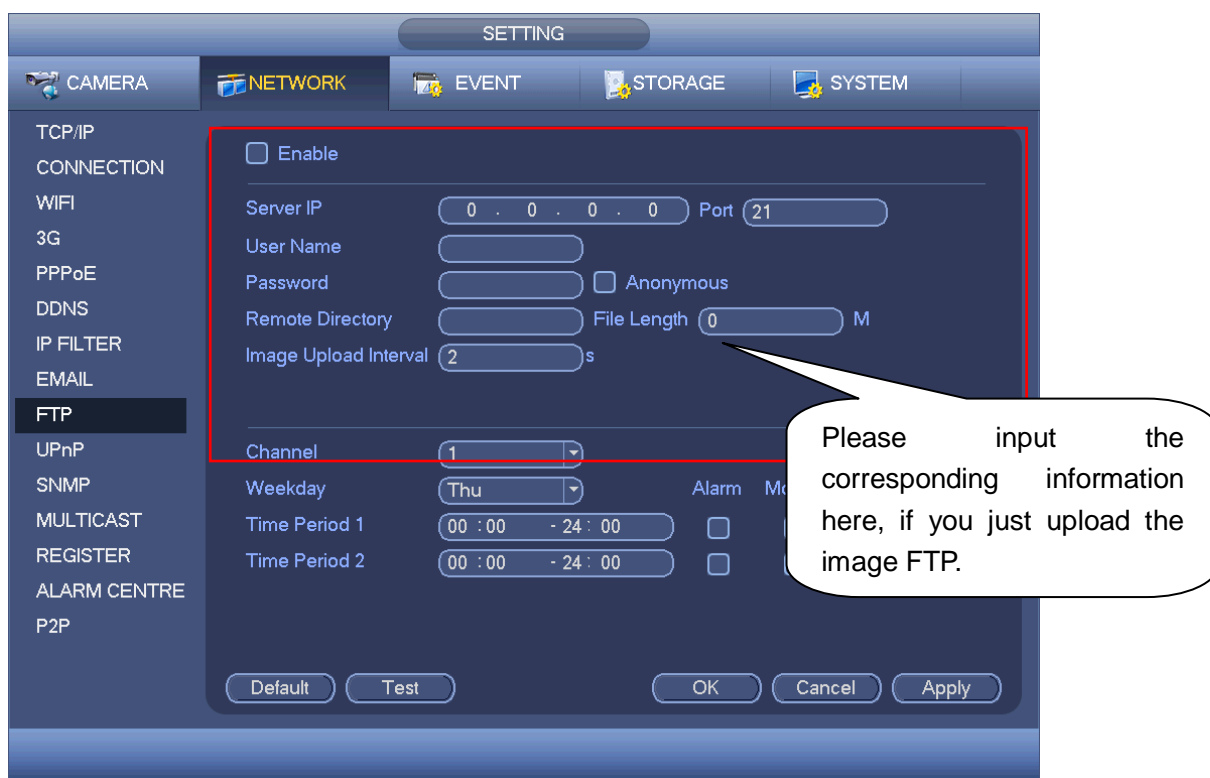 SETTING
CAMERA NETWORK EVENT STORAGE SYSTEM
TCP/IP
CONNECTION
WIFI
3G
PPPoE
DDNS
IP FILTER
EMAIL
FTP
UPnP
SNMP
MULTICAST
REGISTER
ALARM CENTRE
P2P
Enable
Server IP 0 . 0 . 0 . 0 Port 21
User Name
Password Anonymous
Remote Directory File Length 0 M
Image Upload Interval 2 s
Channel 1
Weekday Thu Alarm
Time Period 1 00 :00 - 24 : 00
Time Period 2 00 :00 - 24 : 00
Default Test OK Cancel Apply
Please input the
corresponding information
here, if you just upload the
image FTP.